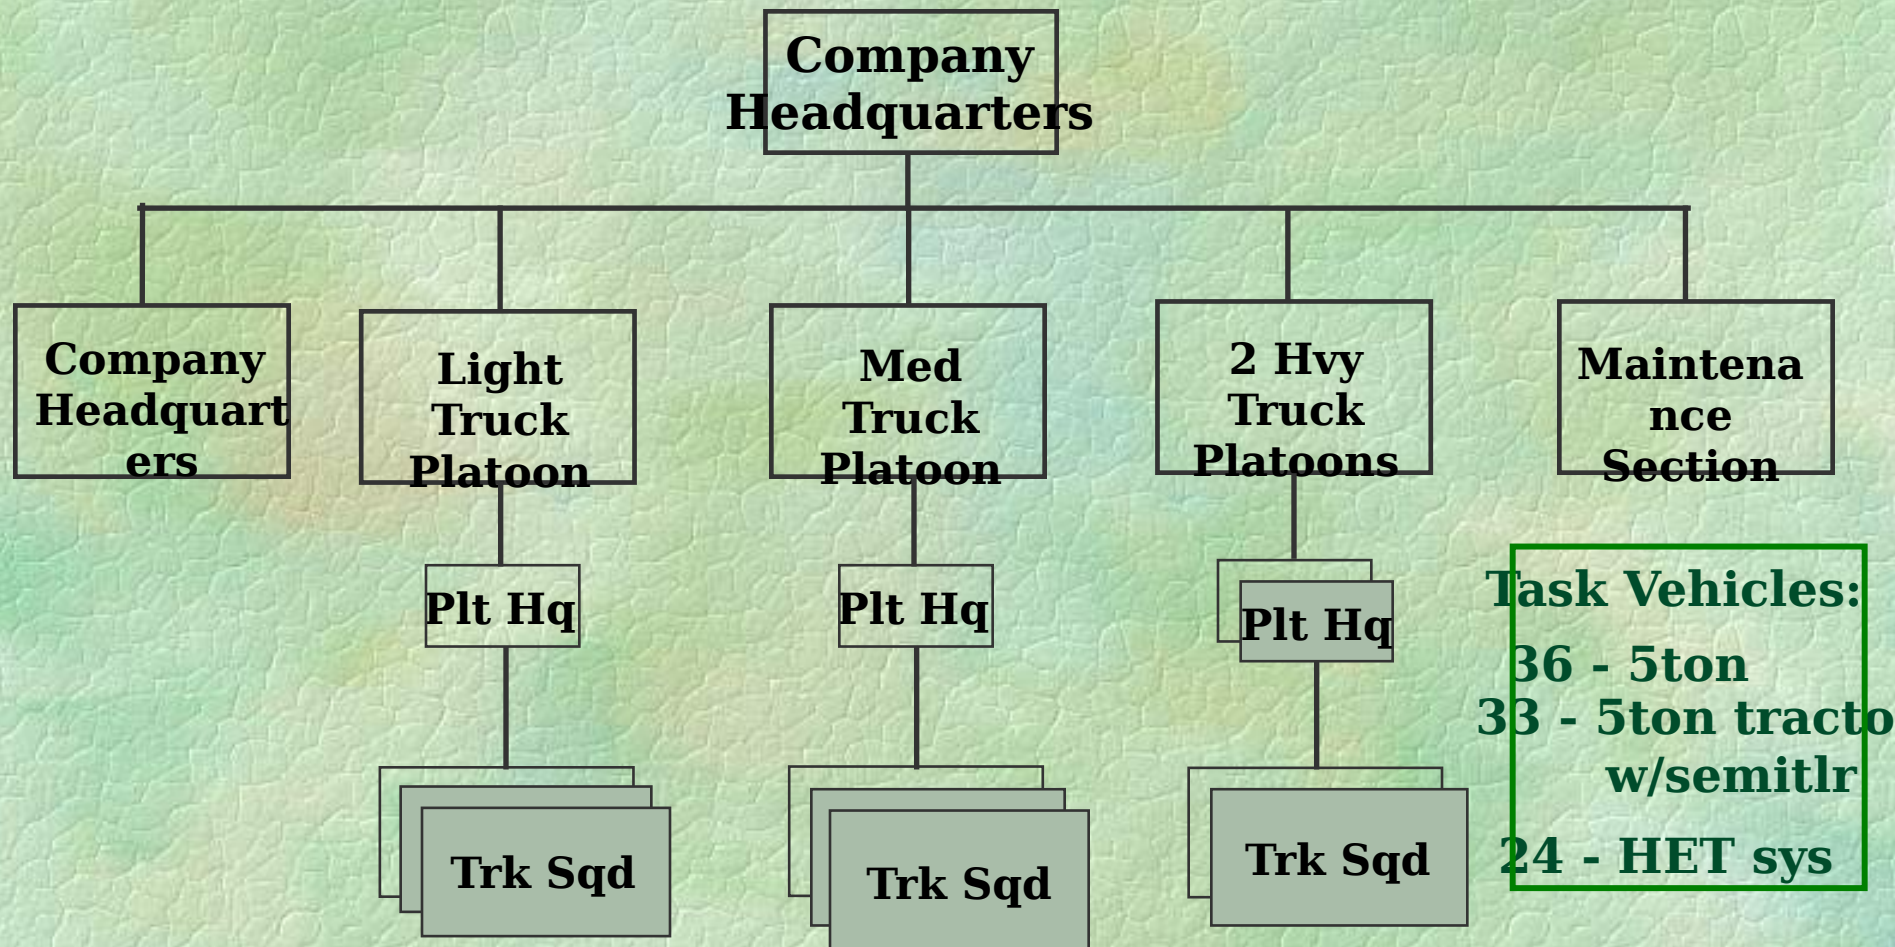 Company
Headquarters
Company
Headquart
ers
Light
Truck
Platoon
Med
Truck
Platoon
2 Hvy
Truck
Platoons
Maintena
nce
Section
Plt Hq
Plt Hq
Plt Hq
Trk Sqd
Trk Sqd
Trk Sqd
Task Vehicles:
36 - 5ton
33 - 5ton tracto
w/semitlr
24 - HET sys